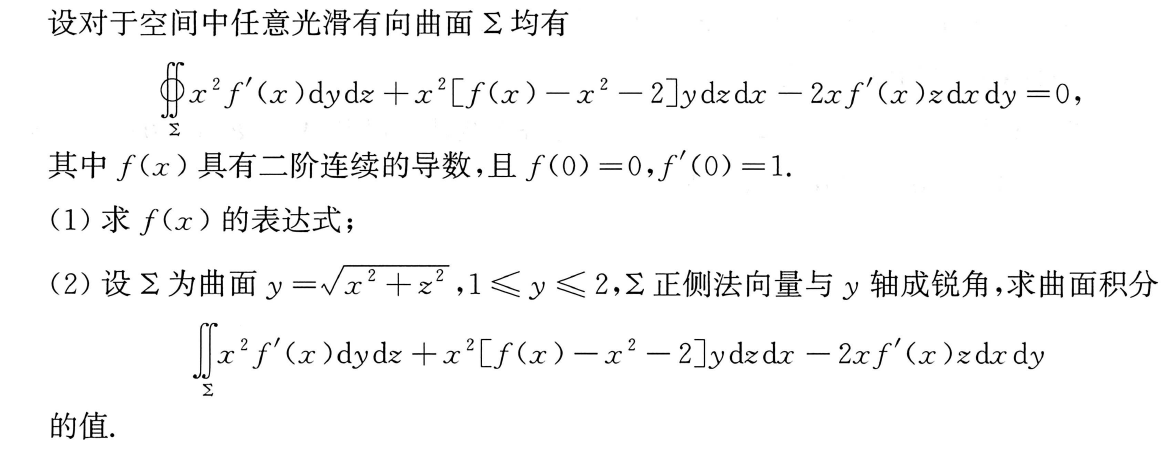 设对于空间中任意光滑有向曲面 Σ 均有
∯_Σ x²f′(x)dydz+x²[f(x)−x²−2]ydzdx−2xf′(x)zdxdy=0,
其中 f(x)具有二阶连续的导数,且 f(0)=0,f′(0)=1.
(1) 求 f(x)的表达式;
(2) 设 Σ 为曲面 y=√(x²+z²),1≤y≤2,Σ 正侧法向量与 y 轴成锐角,求曲面积分
∬_Σ x²f′(x)dydz+x²[f(x)−x²−2]ydzdx−2xf′(x)zdxdy
的值.